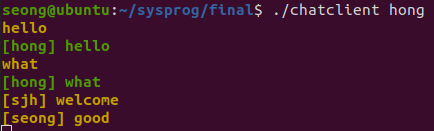 seong@ubuntu:~/sysprog/final$ ./chatclient hong
hello
[hong] hello
what
[hong] what
[sjh] welcome
[seong] good